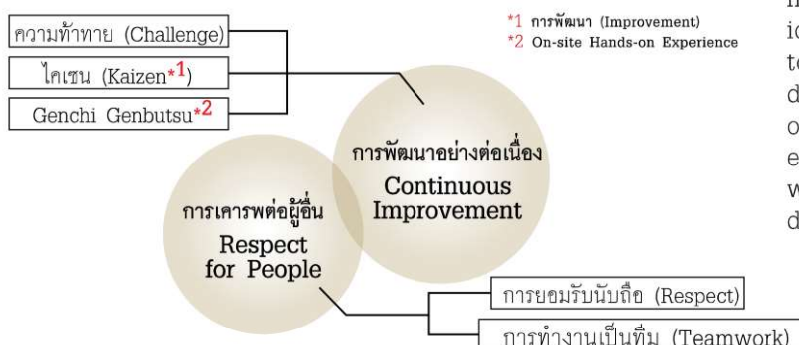 ความท้าทาย (Challenge)
ไคเซน (Kaizen*1)
Genchi Genbutsu*2
*1 การพัฒนา (Improvement)
*2 On-site Hands-on Experience
การพัฒนาอย่างต่อเนื่อง
Continuous
Improvement
การเคารพต่อผู้อื่น
Respect
for People
การยอมรับนับถือ (Respect)
การทำงานเป็นทีม (Teamwork)